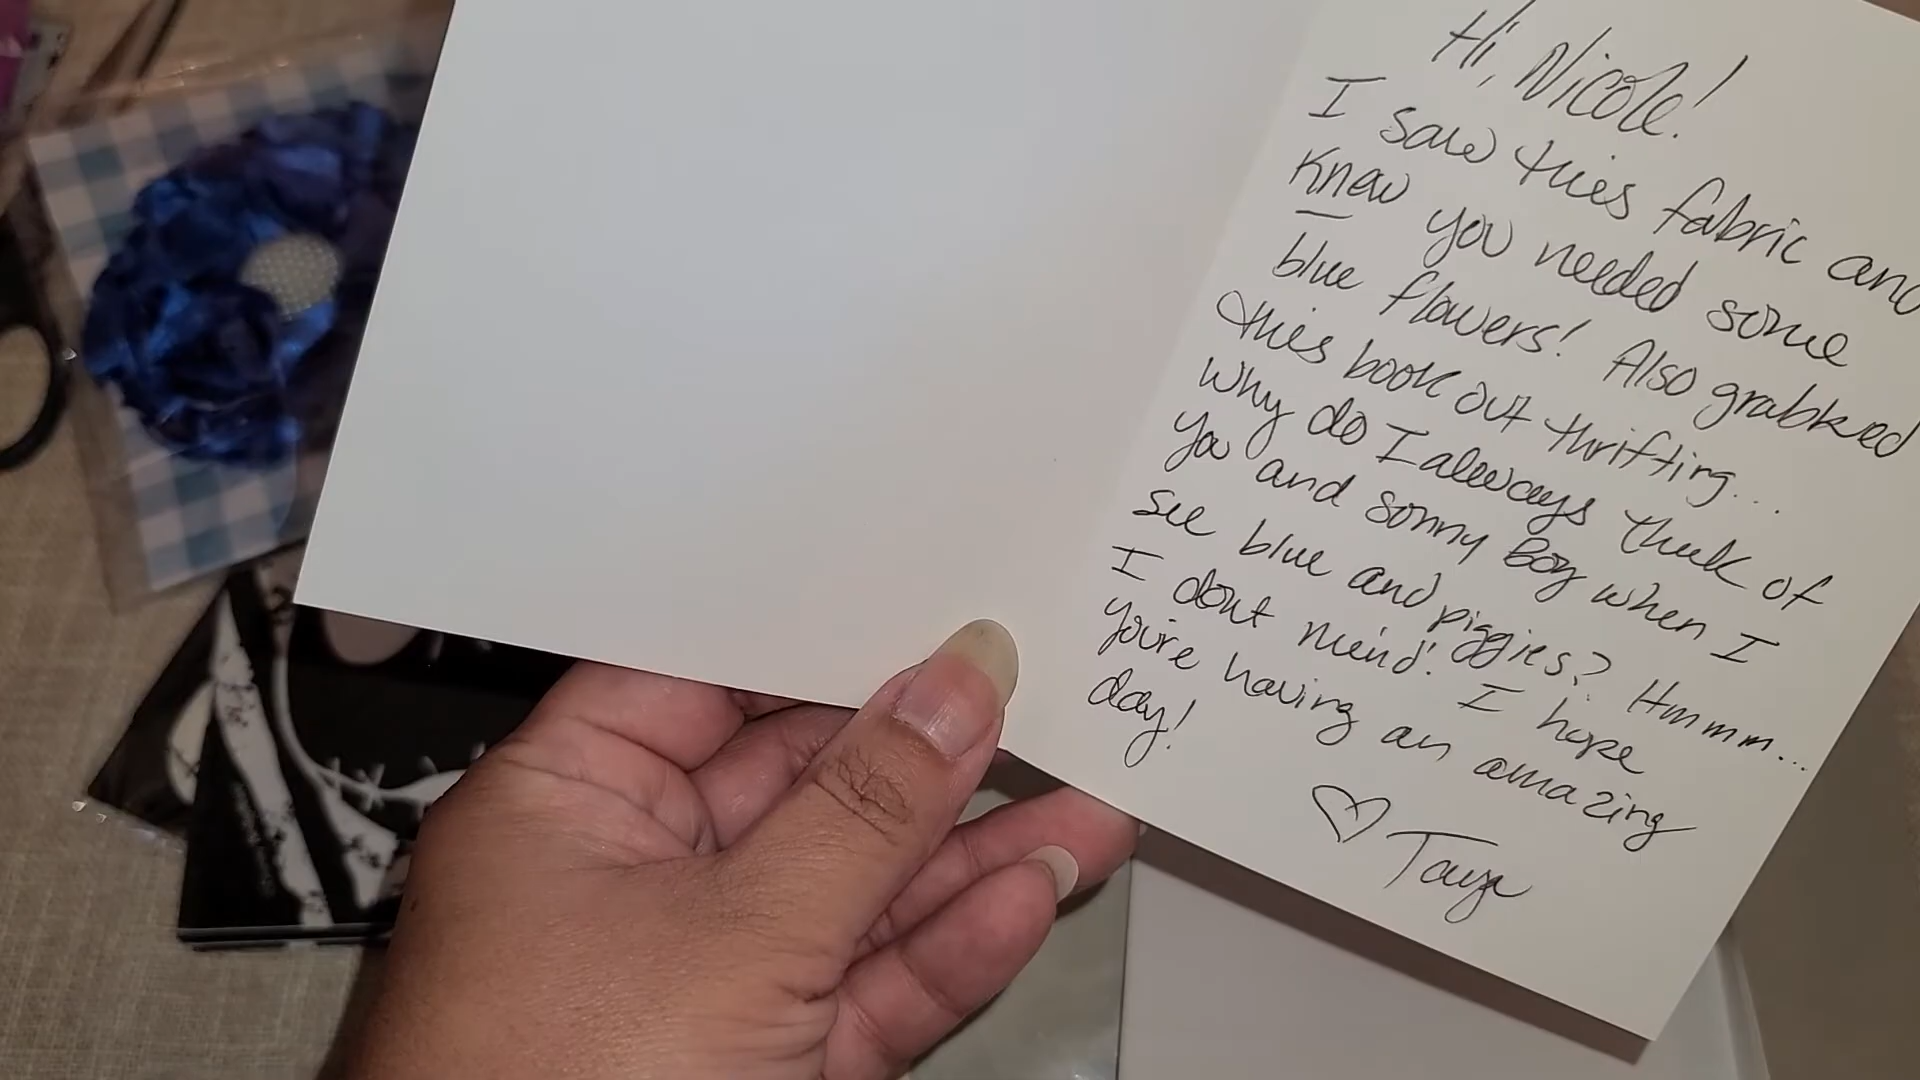 Hi, Nicole!
I saw this fabric and
knew you needed some
blue flowers! Also grabbed
this book out thrifting...
Why do I always think of
you and sonny Boy when I
see blue and piggies? Hmmm...
I dont mind! I hope
you're having an amazing
day!
♡ Taya